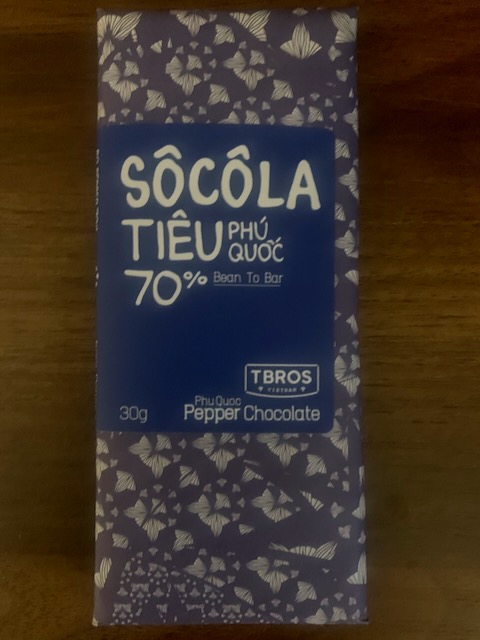 SÔCÔLA
TIÊU PHÚ QUỐC
70% Bean To Bar
TBROS
VIETNAM
30g
Phu Quoc
Pepper Chocolate